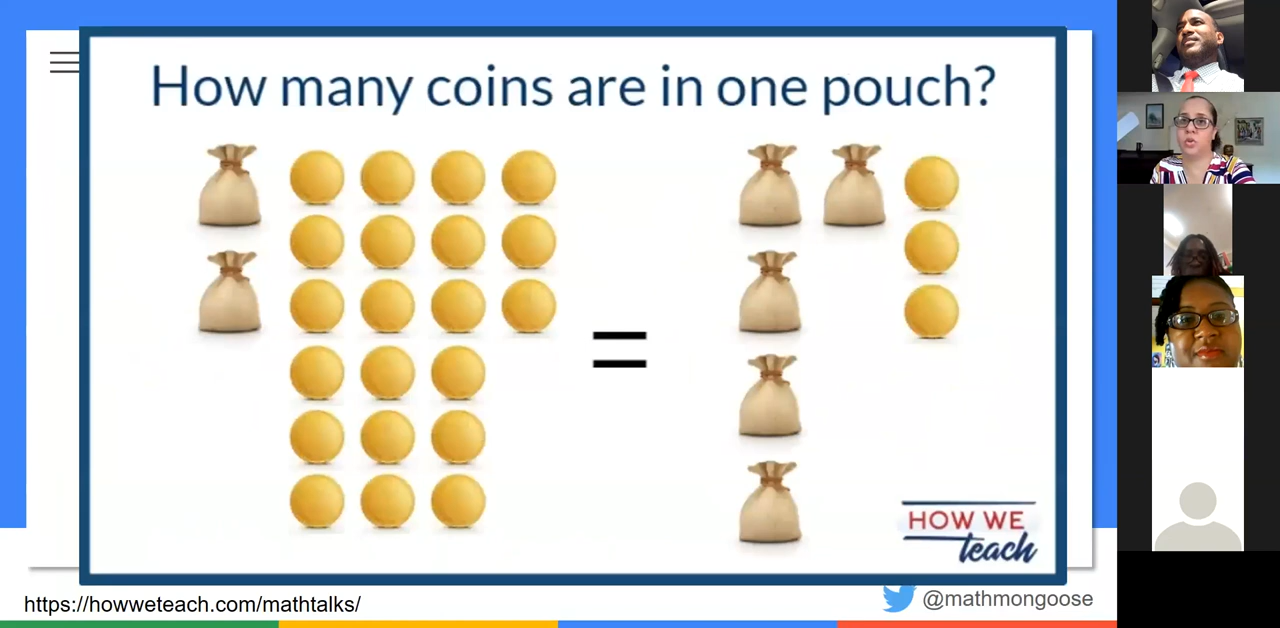 How many coins are in one pouch?
=
HOW WE
teach
https://howweteach.com/mathtalks/
@mathmongoose